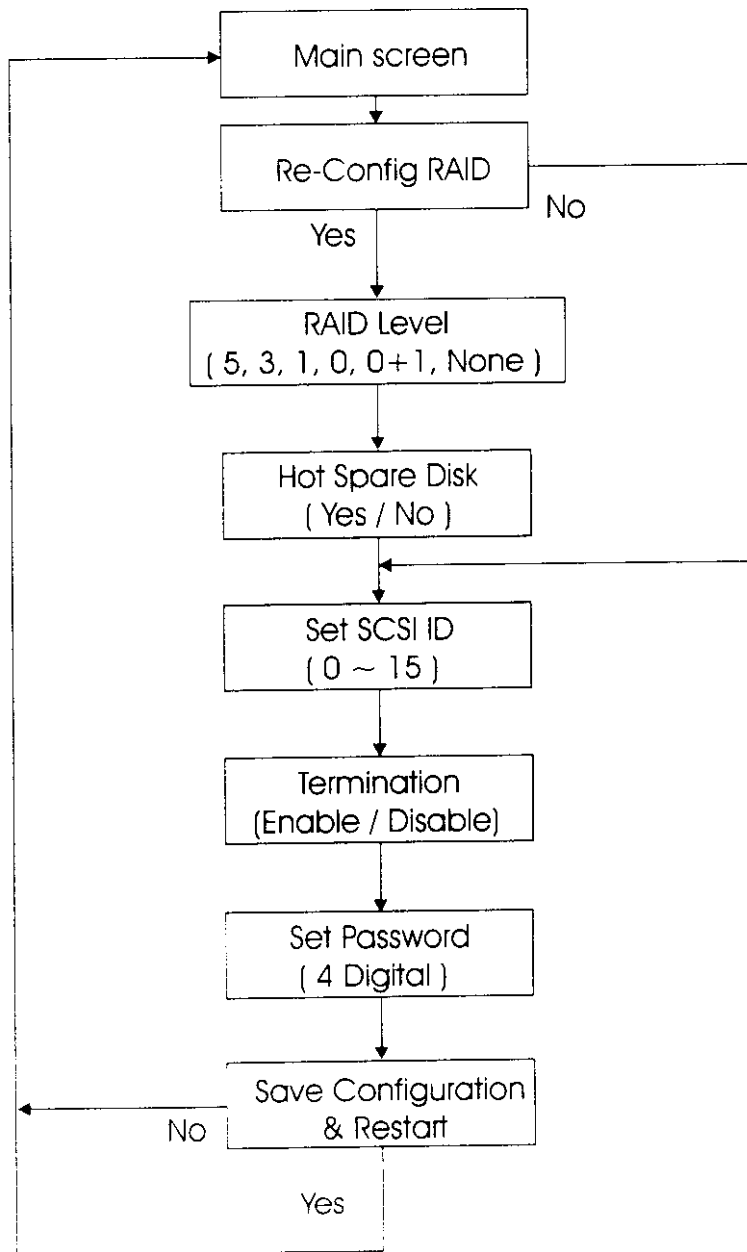 Main screen
Re-Config RAID
No
Yes
RAID Level
( 5, 3, 1, 0, 0+1, None )
Hot Spare Disk
( Yes / No )
Set SCSI ID
( 0 ~ 15 )
Termination
(Enable / Disable)
Set Password
( 4 Digital )
Save Configuration
& Restart
No
Yes